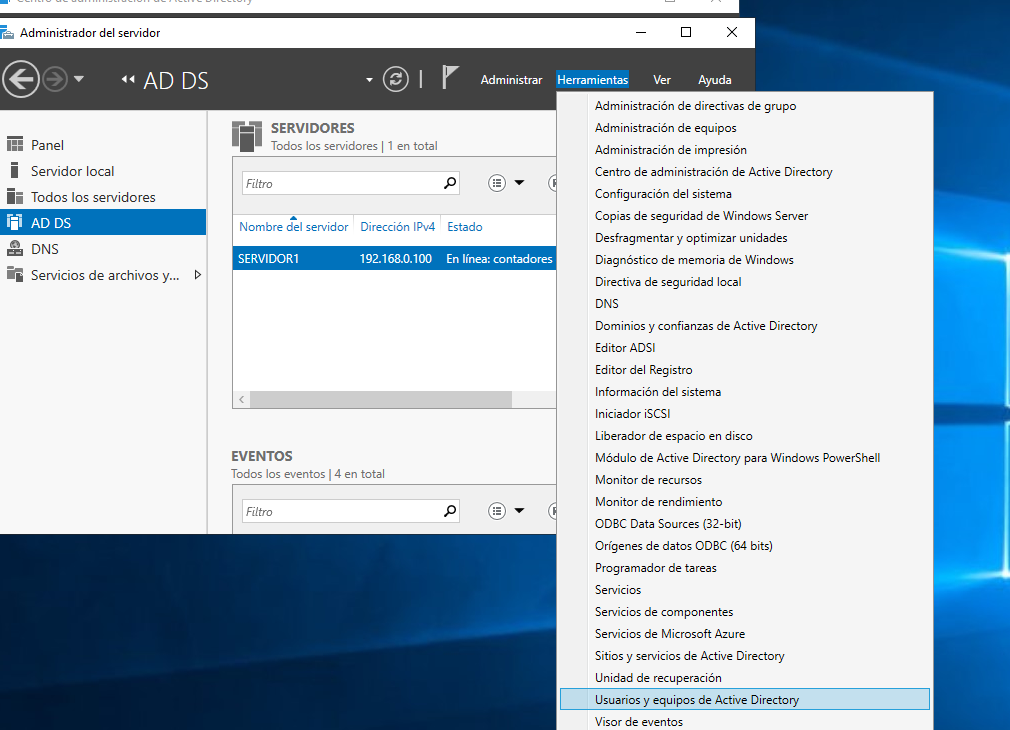 Centro de administración de Active Directory
Administrador del servidor
AD DS
Administrar
Herramientas
Ver
Ayuda
Panel
Servidor local
Todos los servidores
AD DS
DNS
Servicios de archivos y...
SERVIDORES
Todos los servidores | 1 en total
Filtro
Nombre del servidor Dirección IPv4 Estado
SERVIDOR1 192.168.0.100 En línea: contadores
EVENTOS
Todos los eventos | 4 en total
Filtro
Administración de directivas de grupo
Administración de equipos
Administración de impresión
Centro de administración de Active Directory
Configuración del sistema
Copias de seguridad de Windows Server
Desfragmentar y optimizar unidades
Diagnóstico de memoria de Windows
Directiva de seguridad local
DNS
Dominios y confianzas de Active Directory
Editor ADSI
Editor del Registro
Información del sistema
Iniciador iSCSI
Liberador de espacio en disco
Módulo de Active Directory para Windows PowerShell
Monitor de recursos
Monitor de rendimiento
ODBC Data Sources (32-bit)
Orígenes de datos ODBC (64 bits)
Programador de tareas
Servicios
Servicios de componentes
Servicios de Microsoft Azure
Sitios y servicios de Active Directory
Unidad de recuperación
Usuarios y equipos de Active Directory
Visor de eventos